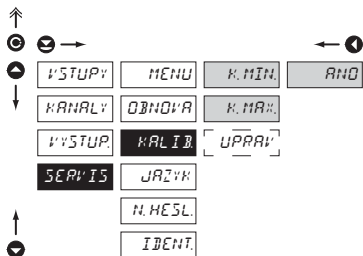 VSTUPY MENU K. MIN. ANO
KANALY OBNOVA K. MAX.
VYSTUP. KALIB. UPRAV
SERVIS JAZYK
N. HESL.
IDENT.